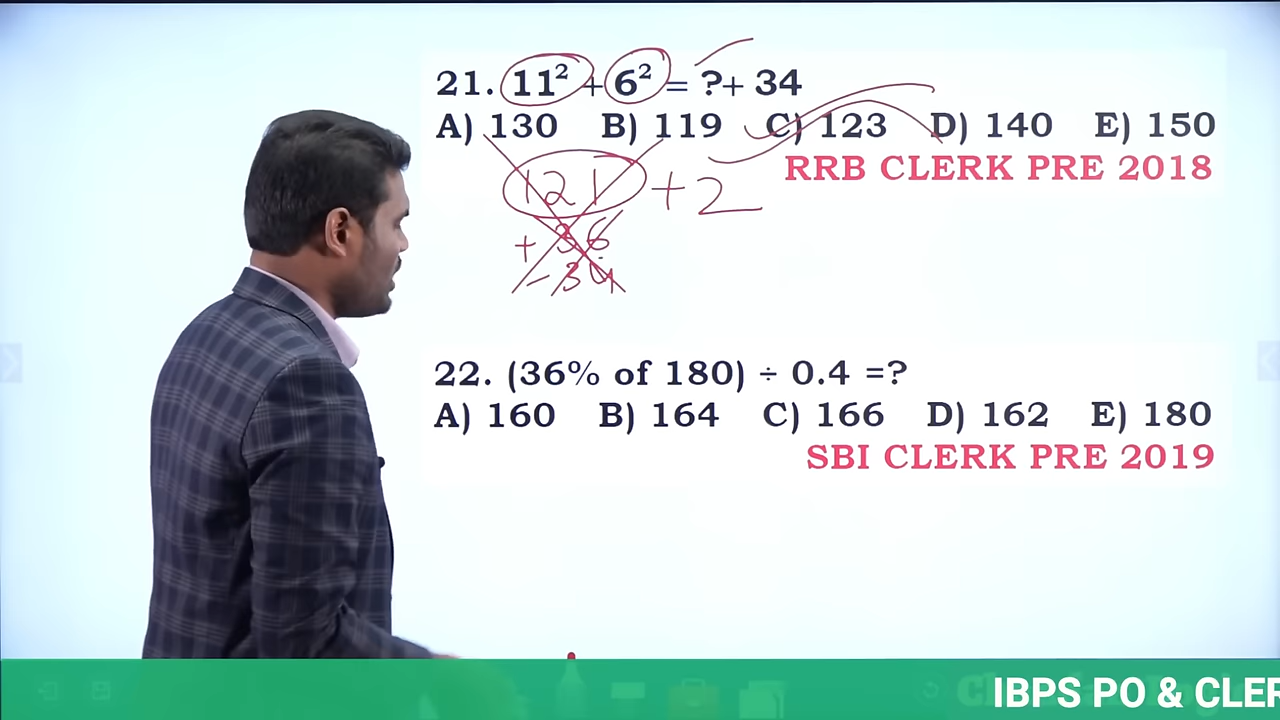 21. 11² + 6² = ?+ 34
A) 130 B) 119 C) 123 D) 140 E) 150
RRB CLERK PRE 2018
121 + 2
+ 36
- 34
22. (36% of 180) ÷ 0.4 =?
A) 160 B) 164 C) 166 D) 162 E) 180
SBI CLERK PRE 2019
IBPS PO & CLER